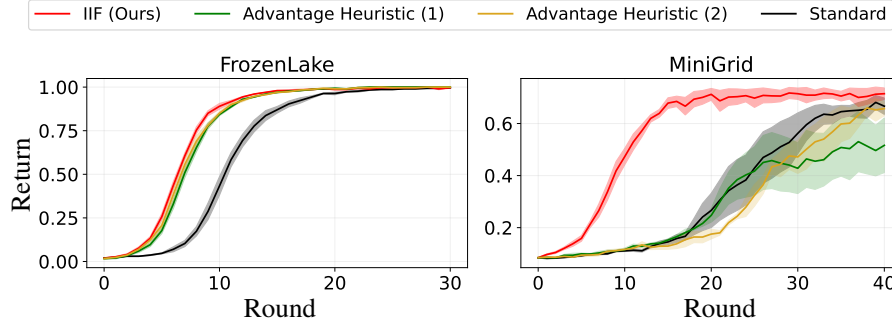 IIF (Ours) Advantage Heuristic (1) Advantage Heuristic (2) Standard
FrozenLake MiniGrid
Return
1.00
0.75
0.50
0.25
0.00
0 10 20 30
Round
0.6
0.4
0.2
0 10 20 30 40
Round